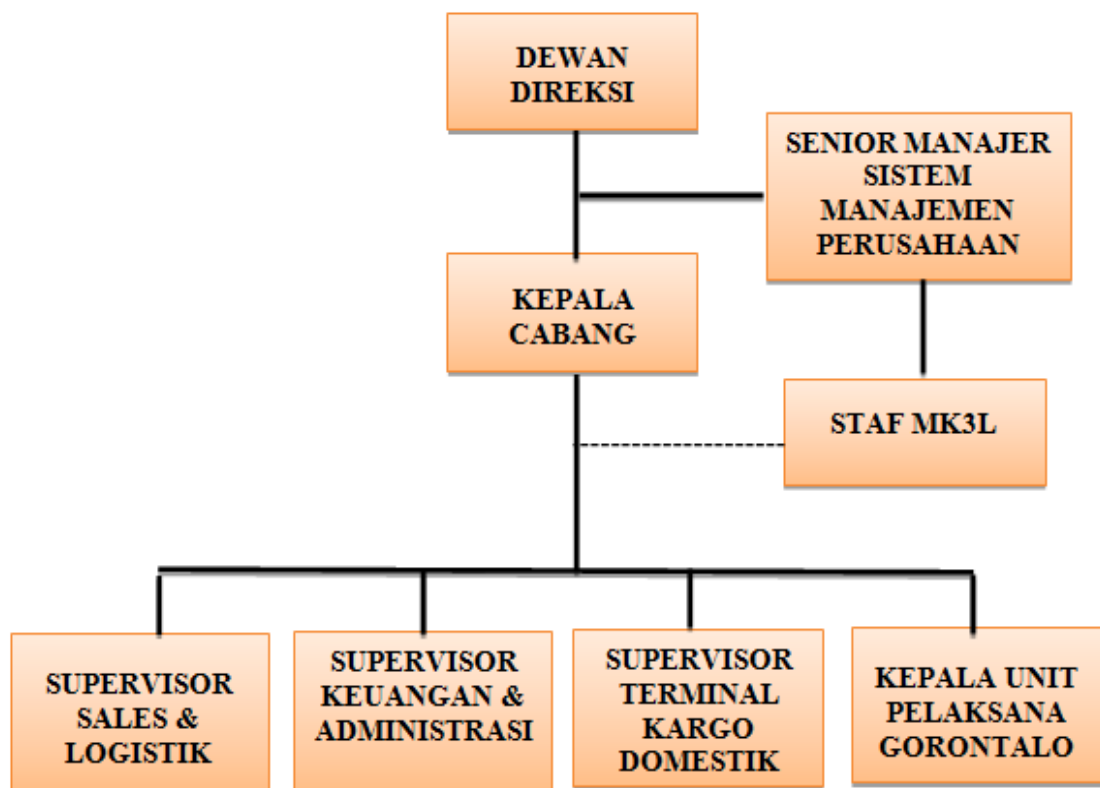 DEWAN
DIREKSI
SENIOR MANAJER
SISTEM
MANAJEMEN
PERUSAHAAN
KEPALA
CABANG
STAF MK3L
SUPERVISOR
SALES &
LOGISTIK
SUPERVISOR
KEUANGAN &
ADMINISTRASI
SUPERVISOR
TERMINAL
KARGO
DOMESTIK
KEPALA UNIT
PELAKSANA
GORONTALO